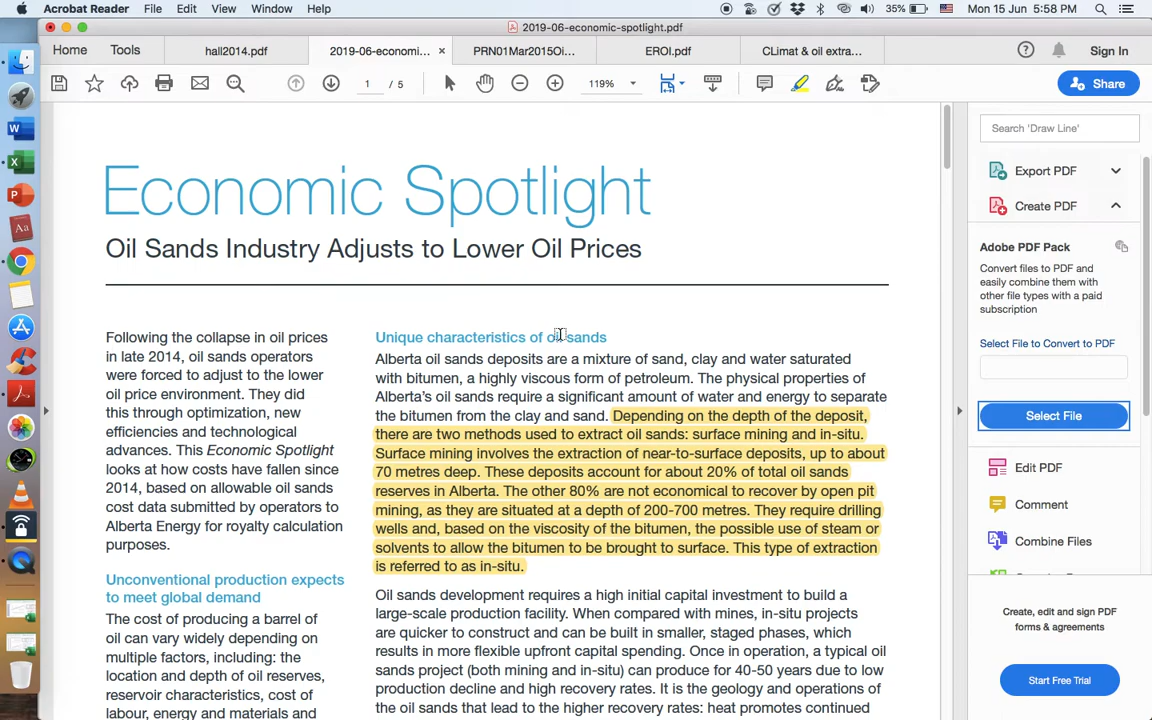 Acrobat Reader File Edit View Window Help 35% Mon 15 Jun 5:58 PM
2019-06-economic-spotlight.pdf
Home Tools hall2014.pdf 2019-06-economi... × PRN01Mar2015Oi... EROI.pdf CLimat & oil extra... Sign In
1 / 5 119% Share
Economic Spotlight
Oil Sands Industry Adjusts to Lower Oil Prices
Following the collapse in oil prices
in late 2014, oil sands operators
were forced to adjust to the lower
oil price environment. They did
this through optimization, new
efficiencies and technological
advances. This Economic Spotlight
looks at how costs have fallen since
2014, based on allowable oil sands
cost data submitted by operators to
Alberta Energy for royalty calculation
purposes.
Unconventional production expects
to meet global demand
The cost of producing a barrel of
oil can vary widely depending on
multiple factors, including: the
location and depth of oil reserves,
reservoir characteristics, cost of
labour, energy and materials and
Unique characteristics of oil sands
Alberta oil sands deposits are a mixture of sand, clay and water saturated
with bitumen, a highly viscous form of petroleum. The physical properties of
Alberta's oil sands require a significant amount of water and energy to separate
the bitumen from the clay and sand. Depending on the depth of the deposit,
there are two methods used to extract oil sands: surface mining and in-situ.
Surface mining involves the extraction of near-to-surface deposits, up to about
70 metres deep. These deposits account for about 20% of total oil sands
reserves in Alberta. The other 80% are not economical to recover by open pit
mining, as they are situated at a depth of 200-700 metres. They require drilling
wells and, based on the viscosity of the bitumen, the possible use of steam or
solvents to allow the bitumen to be brought to surface. This type of extraction
is referred to as in-situ.
Oil sands development requires a high initial capital investment to build a
large-scale production facility. When compared with mines, in-situ projects
are quicker to construct and can be built in smaller, staged phases, which
results in more flexible upfront capital spending. Once in operation, a typical oil
sands project (both mining and in-situ) can produce for 40-50 years due to low
production decline and high recovery rates. It is the geology and operations of
the oil sands that lead to the higher recovery rates: heat promotes continued
Search 'Draw Line'
Export PDF
Create PDF
Adobe PDF Pack
Convert files to PDF and
easily combine them with
other file types with a paid
subscription
Select File to Convert to PDF
Select File
Edit PDF
Comment
Combine Files
Create, edit and sign PDF
forms & agreements
Start Free Trial